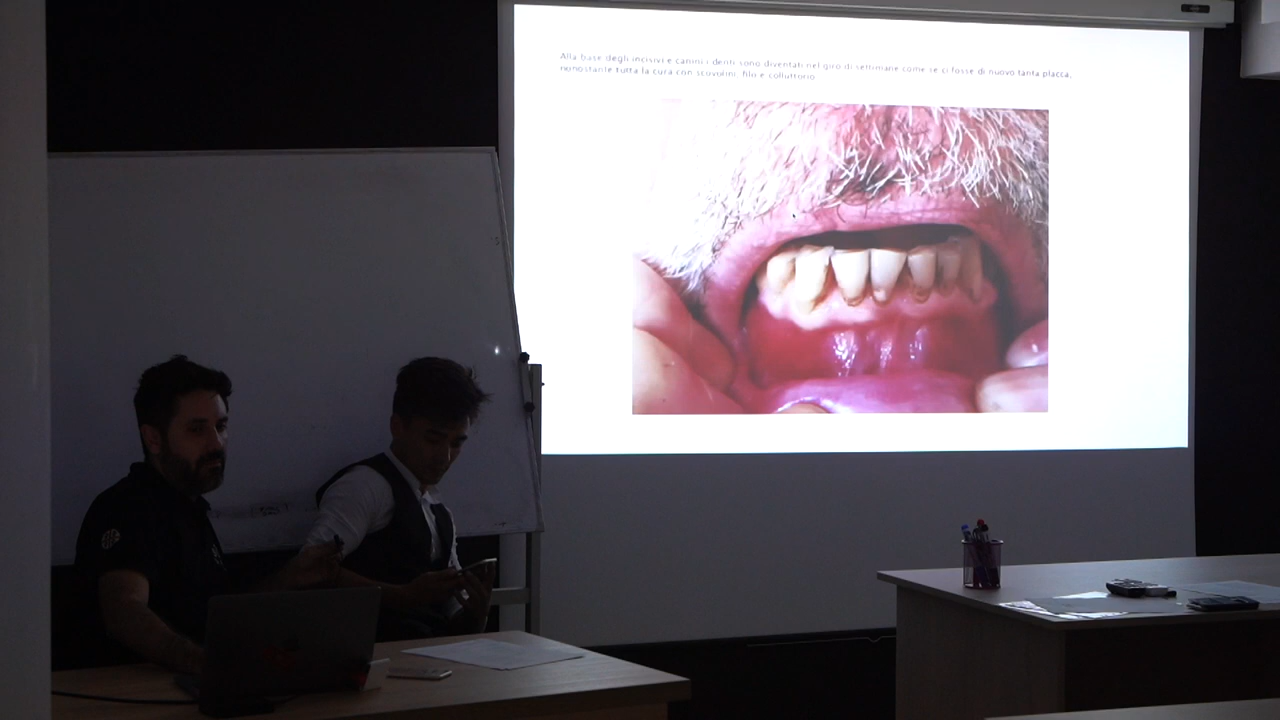 Alla base degli incisivi e canini i denti sono diventati nel giro di settimane come se ci fosse di nuovo tanta placca,
nonostante tutta la cura con scovolini, filo e colluttorio